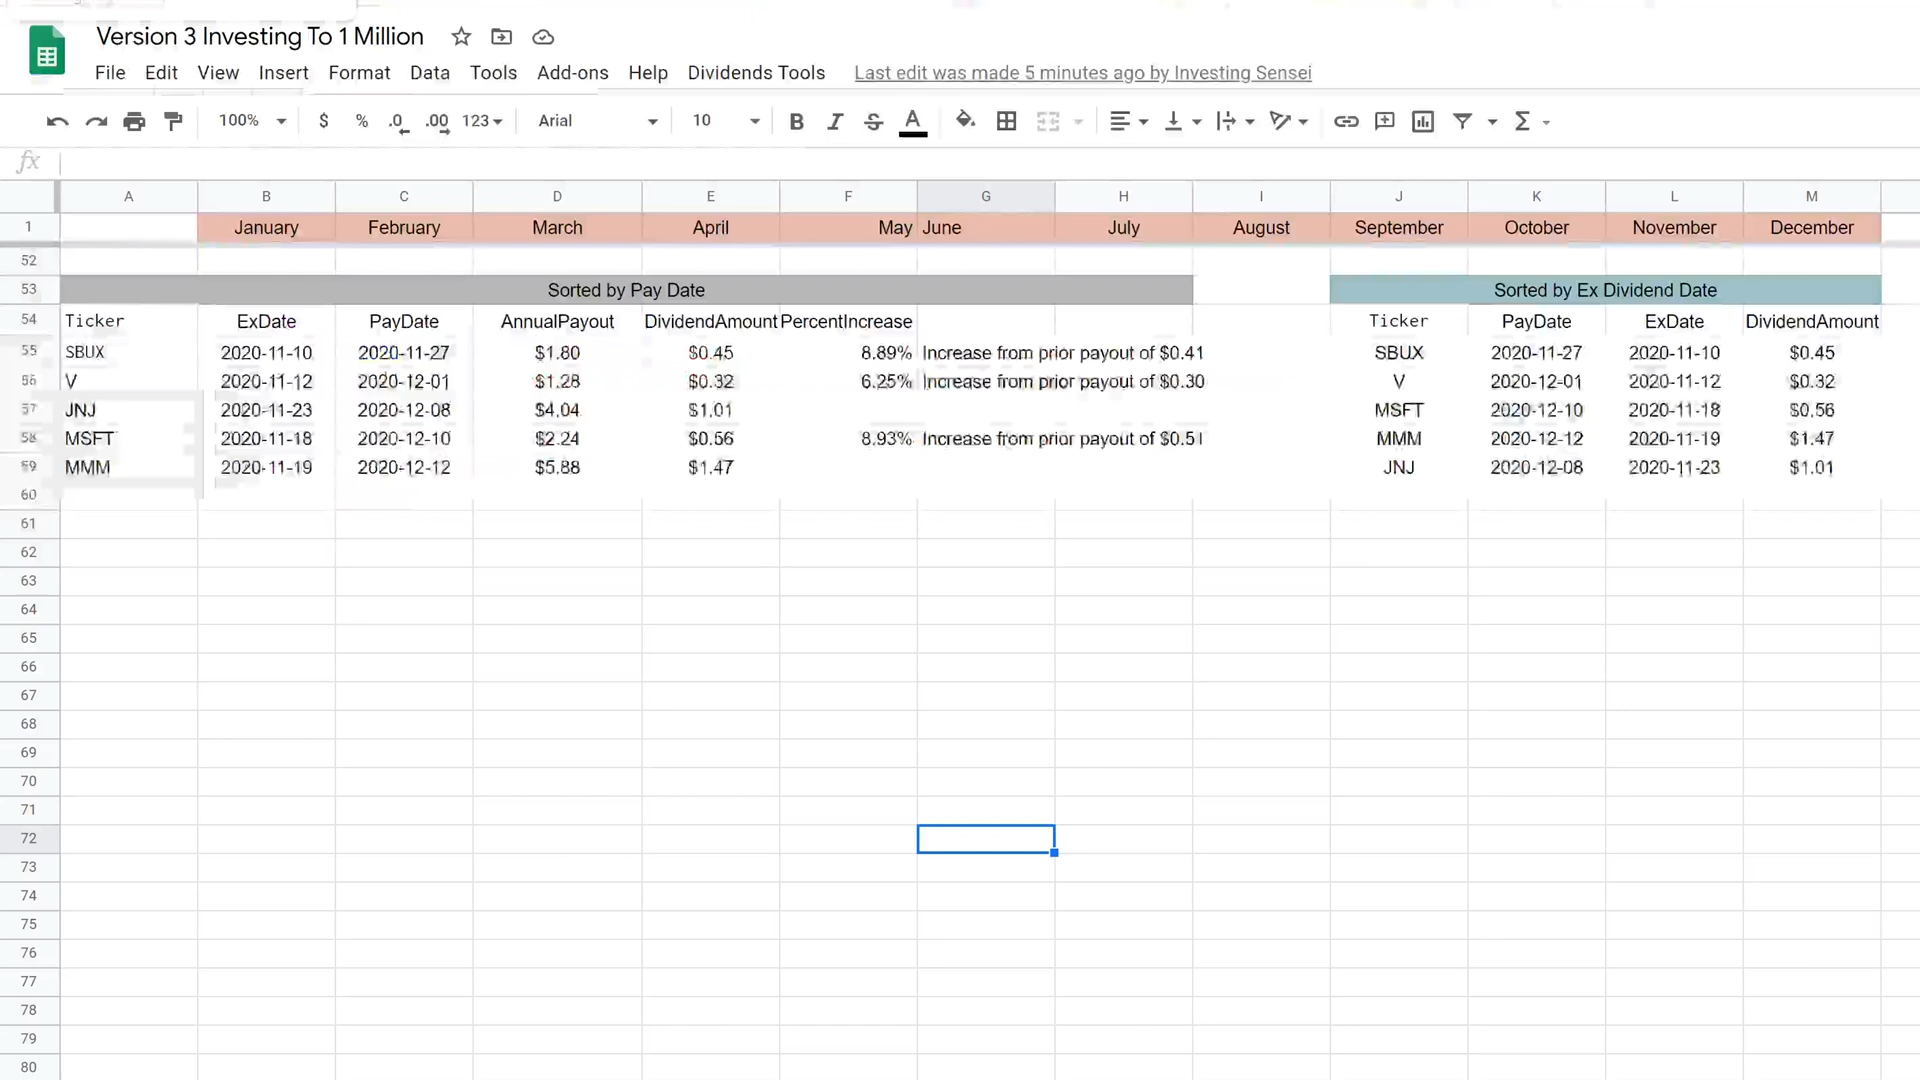 Version 3 Investing To 1 Million
File Edit View Insert Format Data Tools Add-ons Help Dividends Tools Last edit was made 5 minutes ago by Investing Sensei
100% $ % .0 .00 123 Arial 10 B I S A Σ
fx
A B C D E F G H I J K L M
1 January February March April May June July August September October November December
52
53 Sorted by Pay Date Sorted by Ex Dividend Date
54 Ticker ExDate PayDate AnnualPayout DividendAmount PercentIncrease Ticker PayDate ExDate DividendAmount
55 SBUX 2020-11-10 2020-11-27 $1.80 $0.45 8.89% Increase from prior payout of $0.41 SBUX 2020-11-27 2020-11-10 $0.45
56 V 2020-11-12 2020-12-01 $1.28 $0.32 6.25% Increase from prior payout of $0.30 V 2020-12-01 2020-11-12 $0.32
57 JNJ 2020-11-23 2020-12-08 $4.04 $1.01 MSFT 2020-12-10 2020-11-18 $0.56
58 MSFT 2020-11-18 2020-12-10 $2.24 $0.56 8.93% Increase from prior payout of $0.51 MMM 2020-12-12 2020-11-19 $1.47
59 MMM 2020-11-19 2020-12-12 $5.88 $1.47 JNJ 2020-12-08 2020-11-23 $1.01
60
61
62
63
64
65
66
67
68
69
70
71
72
73
74
75
76
77
78
79
80